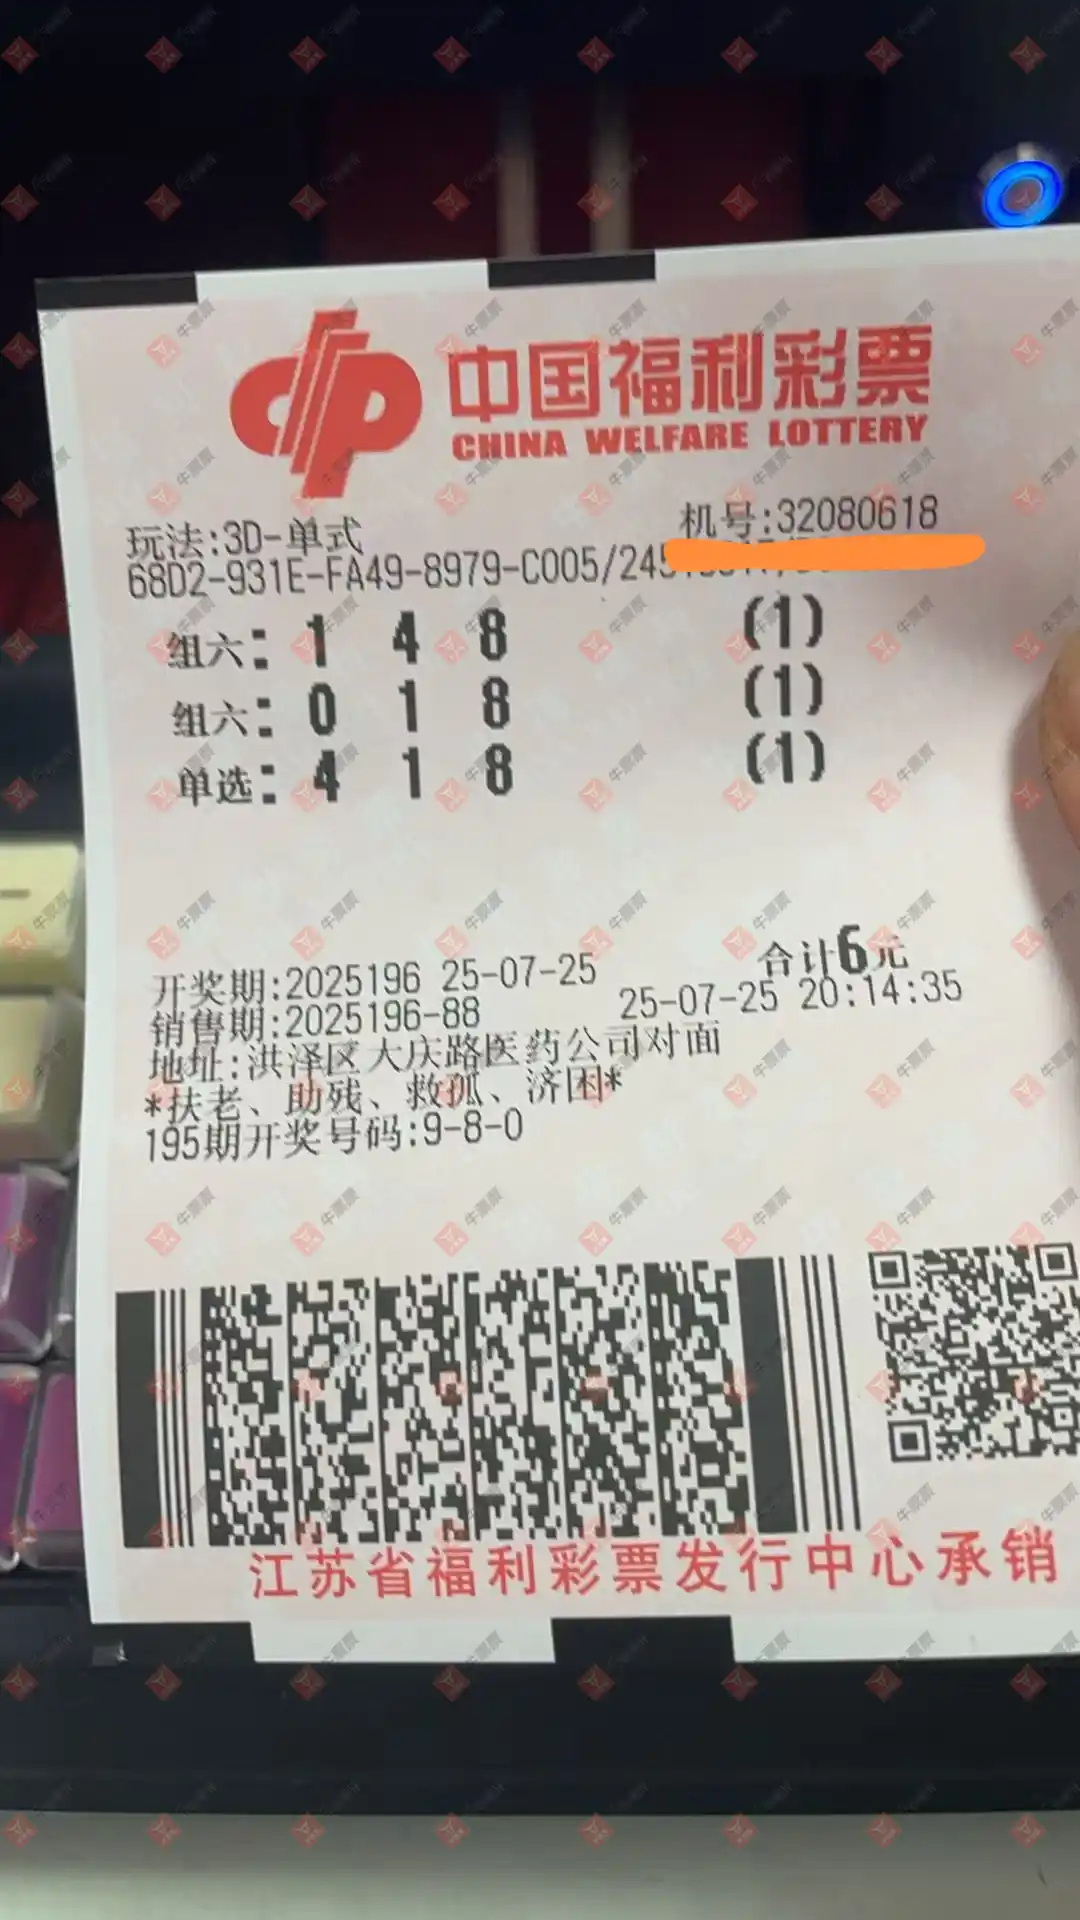 中国福利彩票
CHINA WELFARE LOTTERY
玩法:3D-单式
机号:32080618
68D2-931E-FA49-8979-C005/245
组六: 1 4 8 (1)
组六: 0 1 8 (1)
单选: 4 1 8 (1)
合计6元
开奖期:2025196 25-07-25
销售期:2025196-88 25-07-25 20:14:35
地址:洪泽区大庆路医药公司对面
*扶老、助残、救孤、济困*
195期开奖号码:9-8-0
江苏省福利彩票发行中心承销
牛票票